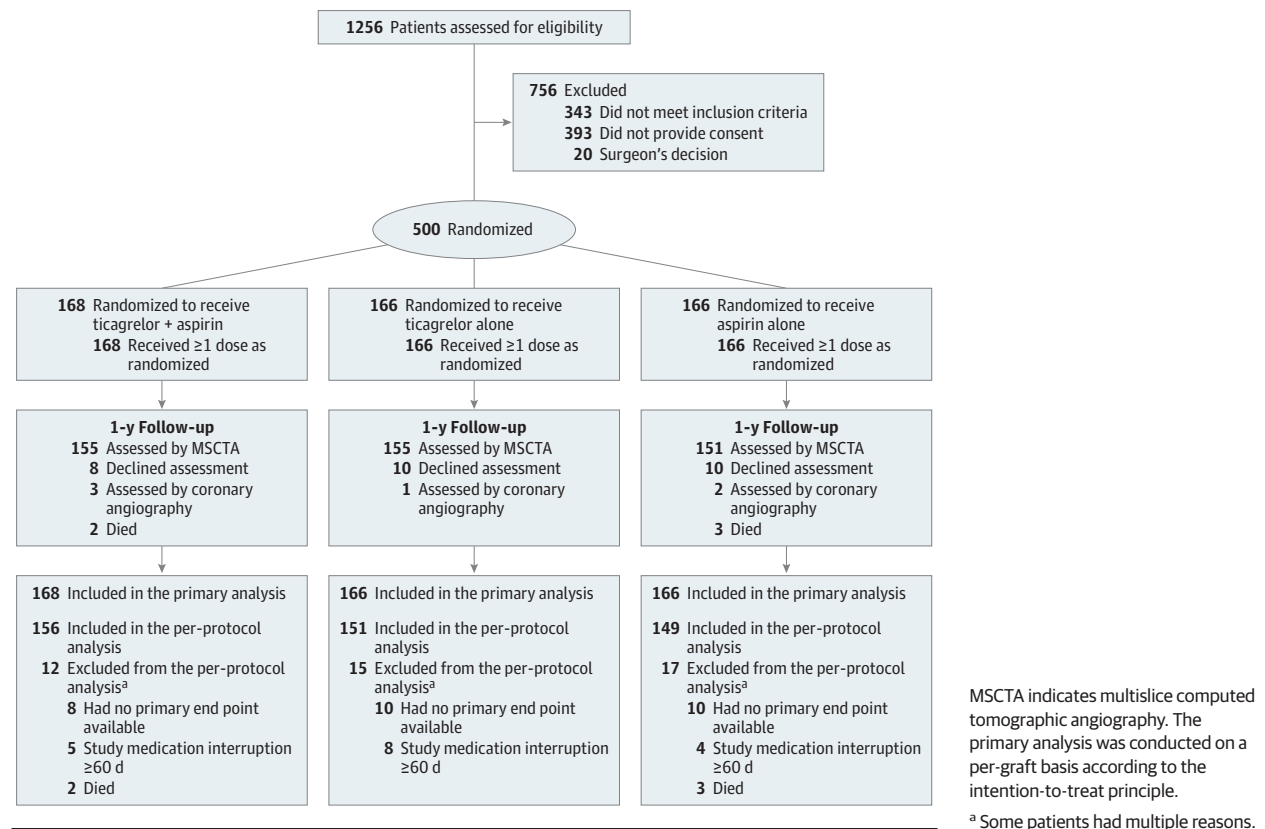 1256 Patients assessed for eligibility
756 Excluded
343 Did not meet inclusion criteria
393 Did not provide consent
20 Surgeon's decision
500 Randomized
168 Randomized to receive
ticagrelor + aspirin
168 Received ≥1 dose as
randomized
166 Randomized to receive
ticagrelor alone
166 Received ≥1 dose as
randomized
166 Randomized to receive
aspirin alone
166 Received ≥1 dose as
randomized
1-y Follow-up
155 Assessed by MSCTA
8 Declined assessment
3 Assessed by coronary
angiography
2 Died
1-y Follow-up
155 Assessed by MSCTA
10 Declined assessment
1 Assessed by coronary
angiography
1-y Follow-up
151 Assessed by MSCTA
10 Declined assessment
2 Assessed by coronary
angiography
3 Died
168 Included in the primary analysis
156 Included in the per-protocol
analysis
12 Excluded from the per-protocol
analysisᵃ
8 Had no primary end point
available
5 Study medication interruption
≥60 d
2 Died
166 Included in the primary analysis
151 Included in the per-protocol
analysis
15 Excluded from the per-protocol
analysisᵃ
10 Had no primary end point
available
8 Study medication interruption
≥60 d
166 Included in the primary analysis
149 Included in the per-protocol
analysis
17 Excluded from the per-protocol
analysisᵃ
10 Had no primary end point
available
4 Study medication interruption
≥60 d
3 Died
MSCTA indicates multislice computed
tomographic angiography. The
primary analysis was conducted on a
per-graft basis according to the
intention-to-treat principle.
ᵃ Some patients had multiple reasons.